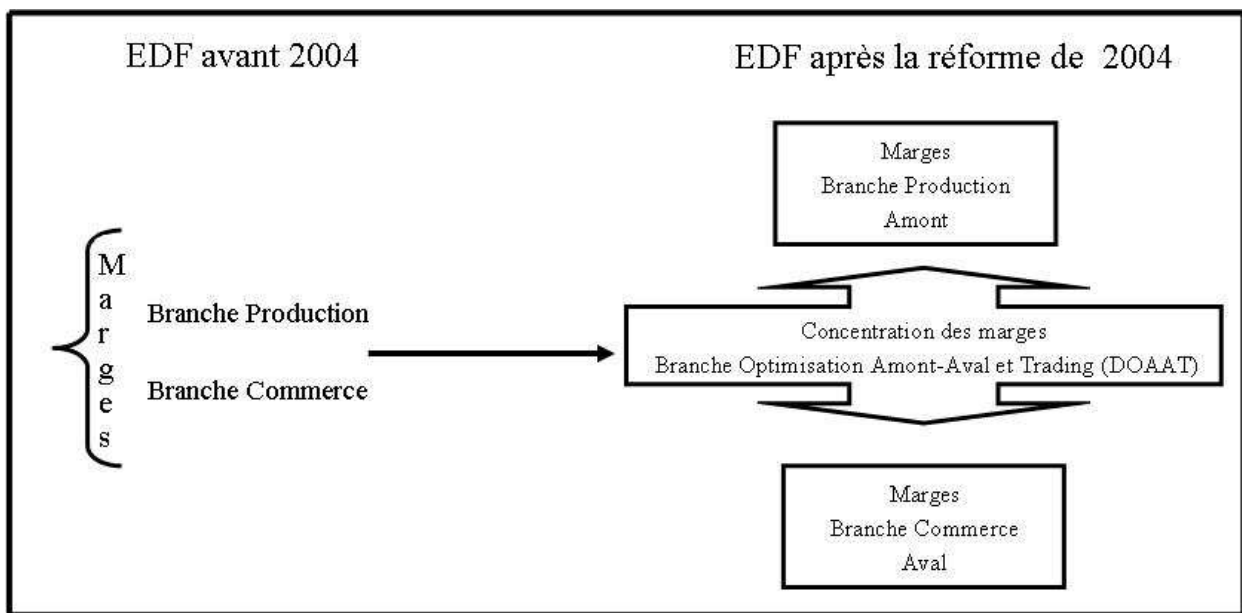 EDF avant 2004
EDF après la réforme de 2004
Marges
Branche Production
Branche Commerce
Marges
Branche Production
Amont
Concentration des marges
Branche Optimisation Amont-Aval et Trading (DOAAT)
Marges
Branche Commerce
Aval